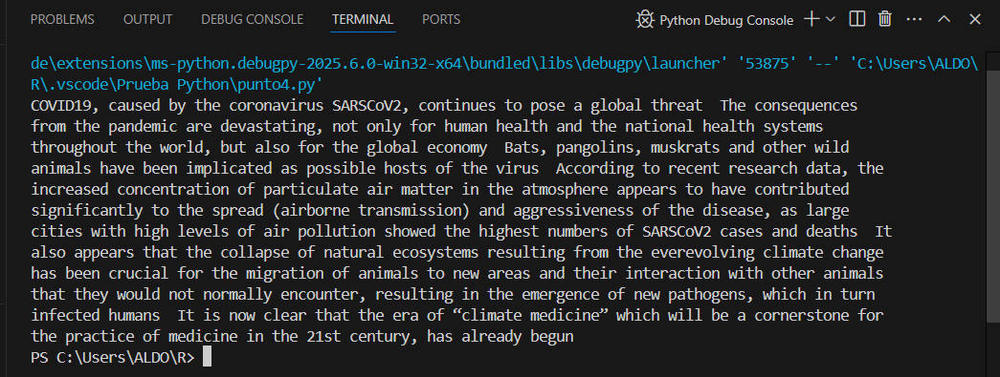 PROBLEMS OUTPUT DEBUG CONSOLE TERMINAL PORTS Python Debug Console
de\extensions\ms-python.debugpy-2025.6.0-win32-x64\bundled\libs\debugpy\launcher' '53875' '--' 'C:\Users\ALDO\
R\.vscode\Prueba Python\punto4.py'
COVID19, caused by the coronavirus SARSCoV2, continues to pose a global threat  The consequences
from the pandemic are devastating, not only for human health and the national health systems
throughout the world, but also for the global economy  Bats, pangolins, muskrats and other wild
animals have been implicated as possible hosts of the virus  According to recent research data, the
increased concentration of particulate air matter in the atmosphere appears to have contributed
significantly to the spread (airborne transmission) and aggressiveness of the disease, as large
cities with high levels of air pollution showed the highest numbers of SARSCoV2 cases and deaths  It
also appears that the collapse of natural ecosystems resulting from the everevolving climate change
has been crucial for the migration of animals to new areas and their interaction with other animals
that they would not normally encounter, resulting in the emergence of new pathogens, which in turn
infected humans  It is now clear that the era of “climate medicine” which will be a cornerstone for
the practice of medicine in the 21st century, has already begun
PS C:\Users\ALDO\R>